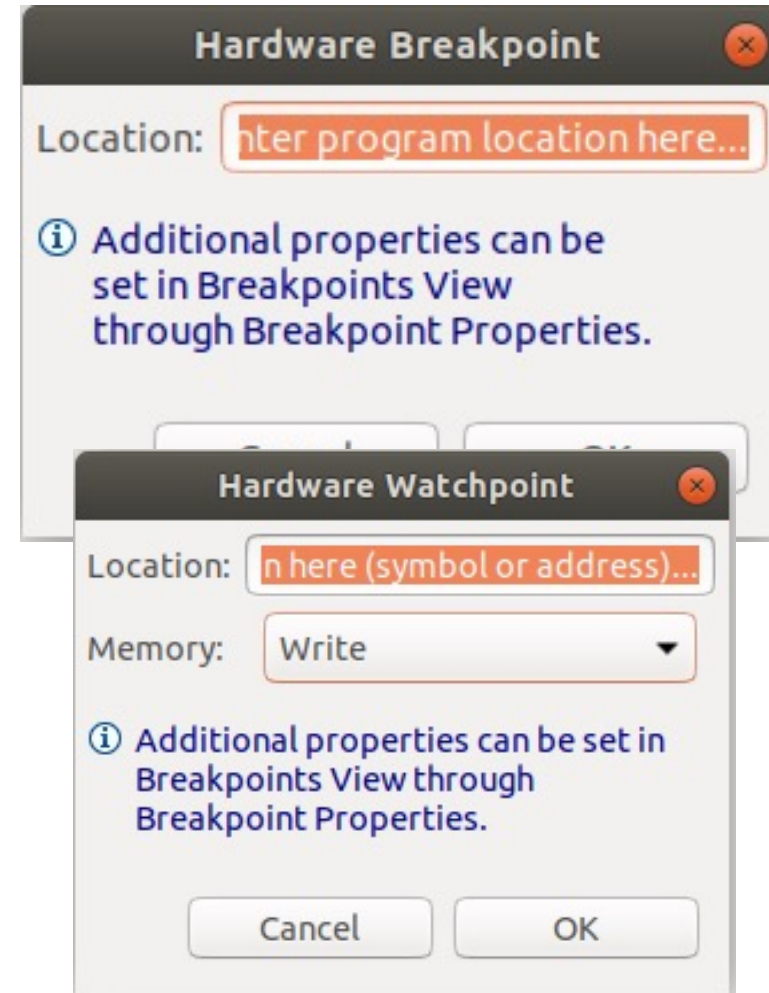 Hardware Breakpoint
Location: nter program location here...
Additional properties can be
set in Breakpoints View
through Breakpoint Properties.
Hardware Watchpoint
Location: n here (symbol or address)...
Memory: Write
Additional properties can be set in
Breakpoints View through
Breakpoint Properties.
Cancel OK